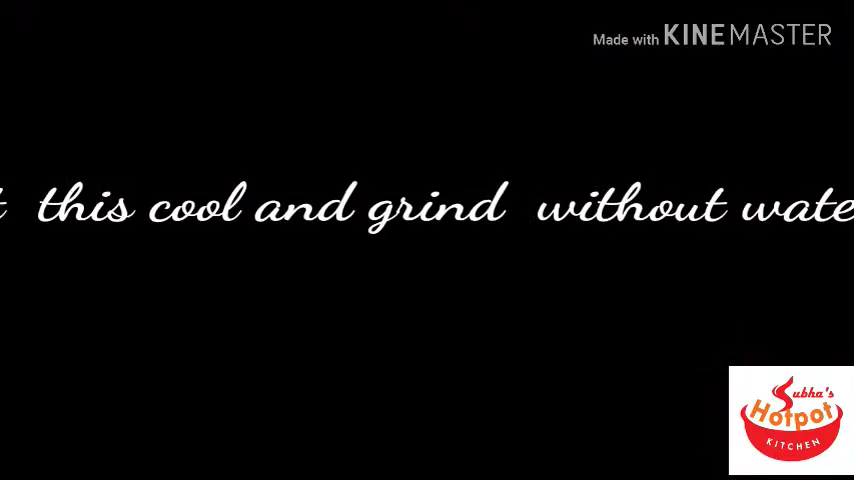 Made with KINEMASTER
t this cool and grind without wate
Subha's
Hotpot
KITCHEN